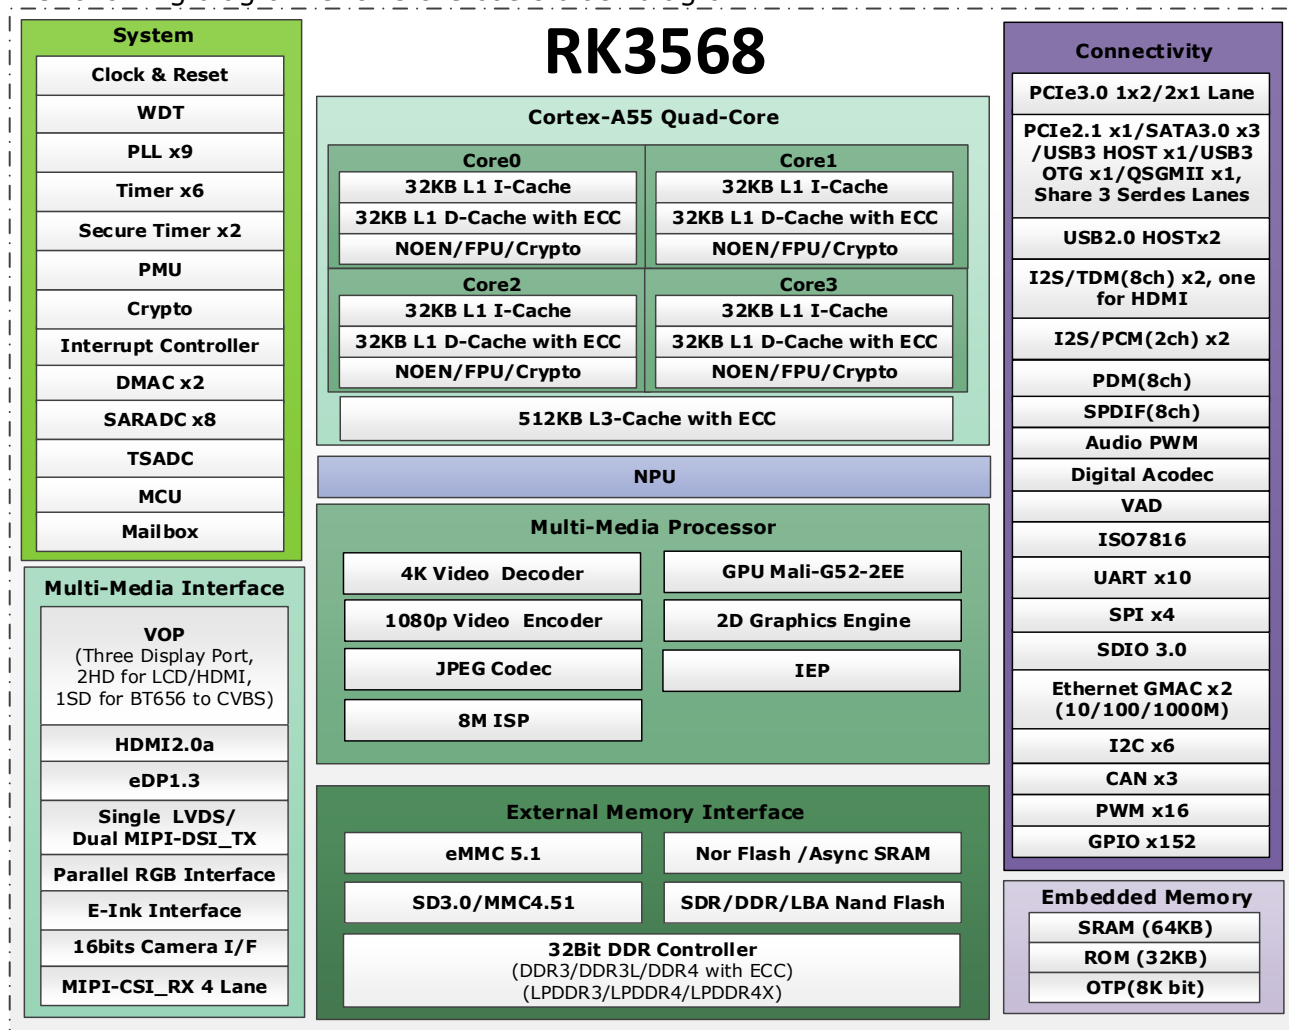 RK3568
System
Clock & Reset
WDT
PLL x9
Timer x6
Secure Timer x2
PMU
Crypto
Interrupt Controller
DMAC x2
SARADC x8
TSADC
MCU
Mailbox
Multi-Media Interface
VOP
(Three Display Port,
2HD for LCD/HDMI,
1SD for BT656 to CVBS)
HDMI2.0a
eDP1.3
Single LVDS/
Dual MIPI-DSI_TX
Parallel RGB Interface
E-Ink Interface
16bits Camera I/F
MIPI-CSI_RX 4 Lane
Cortex-A55 Quad-Core
Core0
32KB L1 I-Cache
32KB L1 D-Cache with ECC
NOEN/FPU/Crypto
Core1
32KB L1 I-Cache
32KB L1 D-Cache with ECC
NOEN/FPU/Crypto
Core2
32KB L1 I-Cache
32KB L1 D-Cache with ECC
NOEN/FPU/Crypto
Core3
32KB L1 I-Cache
32KB L1 D-Cache with ECC
NOEN/FPU/Crypto
512KB L3-Cache with ECC
NPU
Multi-Media Processor
4K Video Decoder
1080p Video Encoder
JPEG Codec
8M ISP
GPU Mali-G52-2EE
2D Graphics Engine
IEP
External Memory Interface
eMMC 5.1
Nor Flash /Async SRAM
SD3.0/MMC4.51
SDR/DDR/LBA Nand Flash
32Bit DDR Controller
(DDR3/DDR3L/DDR4 with ECC)
(LPDDR3/LPDDR4/LPDDR4X)
Connectivity
PCIe3.0 1x2/2x1 Lane
PCIe2.1 x1/SATA3.0 x3
/USB3 HOST x1/USB3
OTG x1/QSGMII x1,
Share 3 Serdes Lanes
USB2.0 HOSTx2
I2S/TDM(8ch) x2, one
for HDMI
I2S/PCM(2ch) x2
PDM(8ch)
SPDIF(8ch)
Audio PWM
Digital Acodec
VAD
ISO7816
UART x10
SPI x4
SDIO 3.0
Ethernet GMAC x2
(10/100/1000M)
I2C x6
CAN x3
PWM x16
GPIO x152
Embedded Memory
SRAM (64KB)
ROM (32KB)
OTP(8K bit)